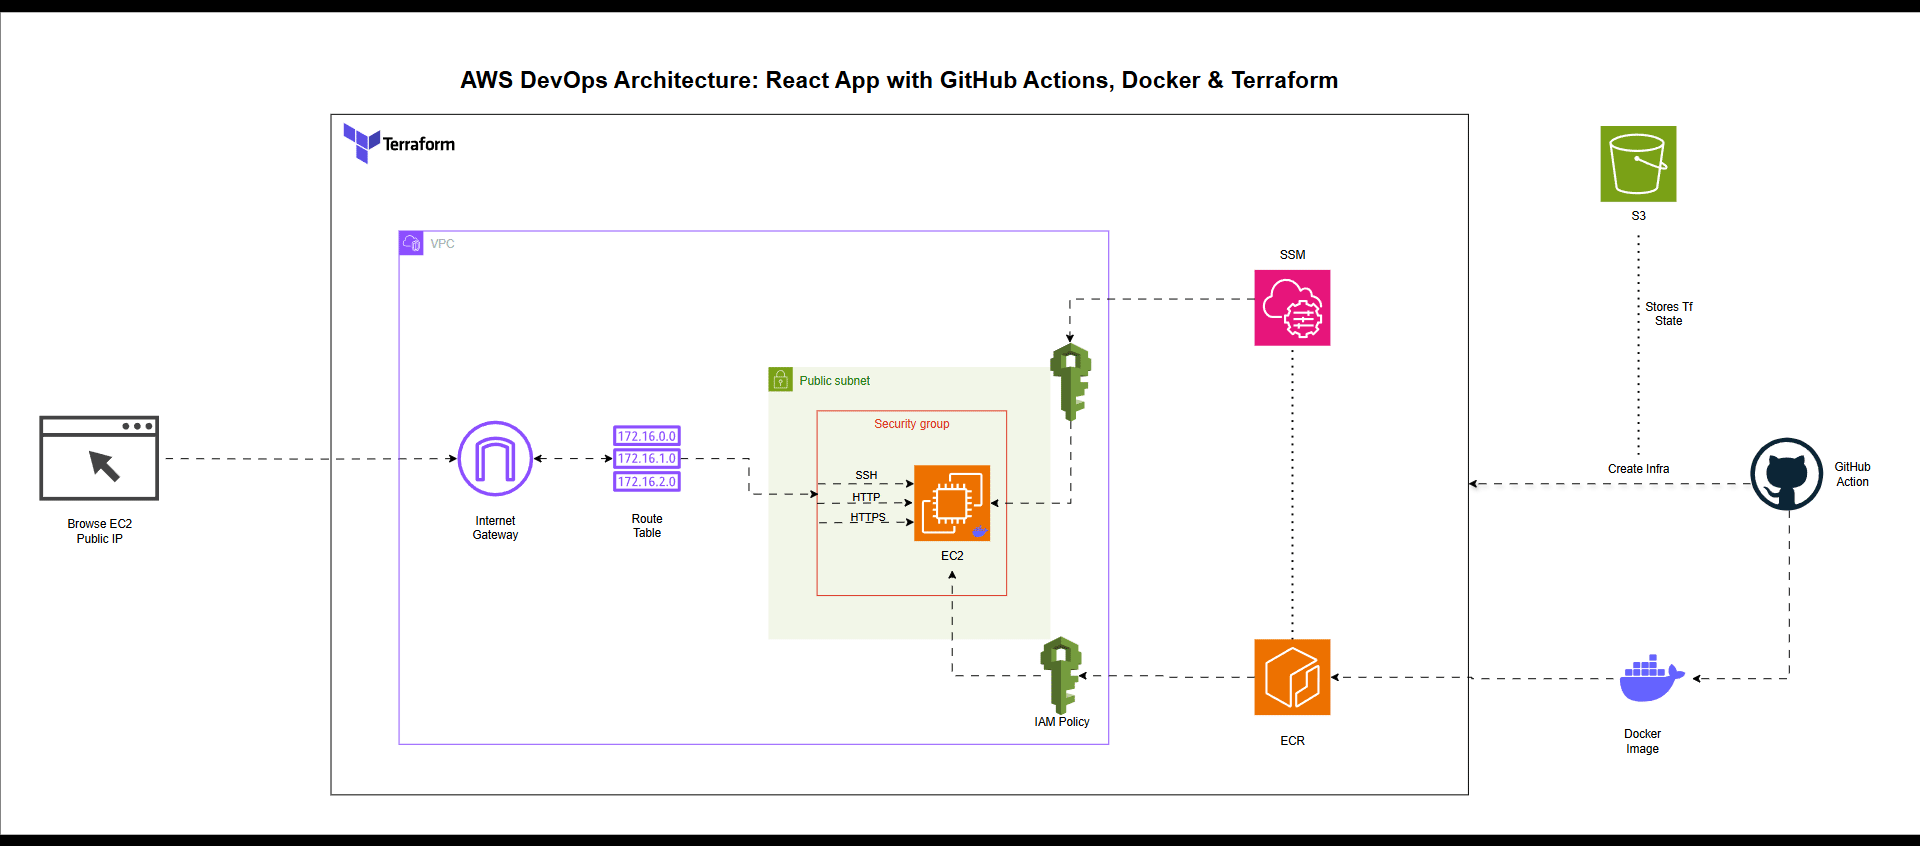 AWS DevOps Architecture: React App with GitHub Actions, Docker & Terraform
Terraform
S3
VPC
SSM
Stores Tf
State
Public subnet
Security group
172.16.0.0
172.16.1.0
172.16.2.0
SSH
HTTP
HTTPS
EC2
Create Infra
GitHub
Action
Browse EC2
Public IP
Internet
Gateway
Route
Table
IAM Policy
ECR
Docker
Image